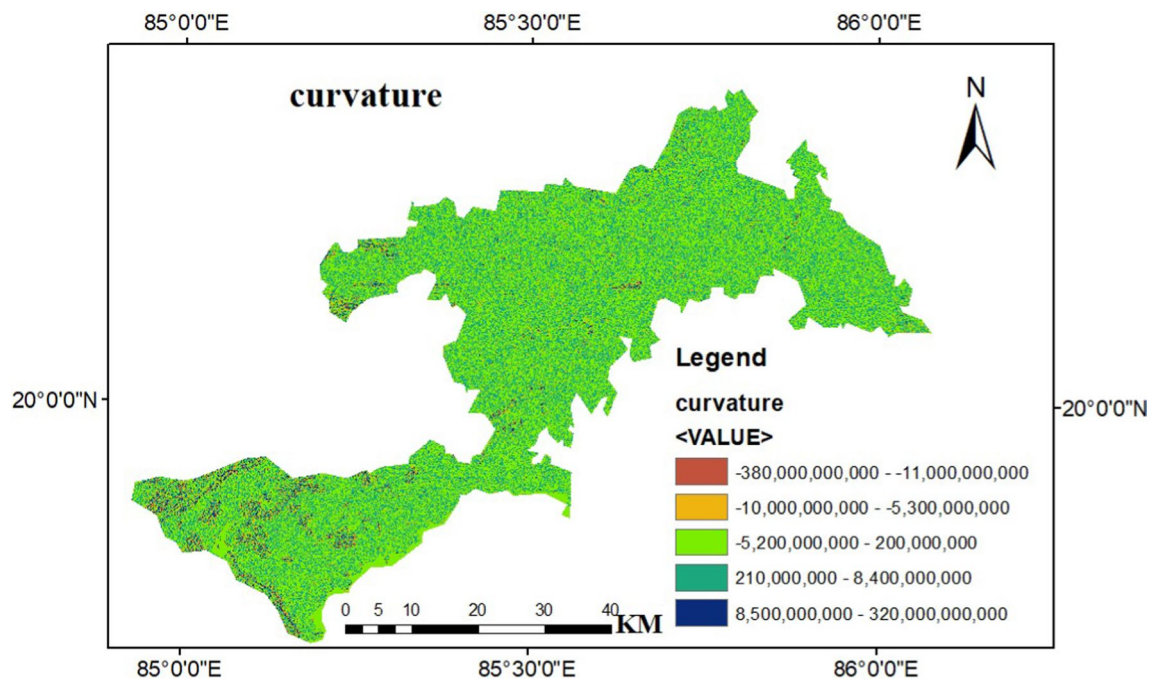 85°0'0"E 85°30'0"E 86°0'0"E
curvature
N
20°0'0"N
20°0'0"N
Legend
curvature
<VALUE>
-380,000,000,000 - -11,000,000,000
-10,000,000,000 - -5,300,000,000
-5,200,000,000 - 200,000,000
210,000,000 - 8,400,000,000
8,500,000,000 - 320,000,000,000
0 5 10 20 30 40
KM
85°0'0"E 85°30'0"E 86°0'0"E